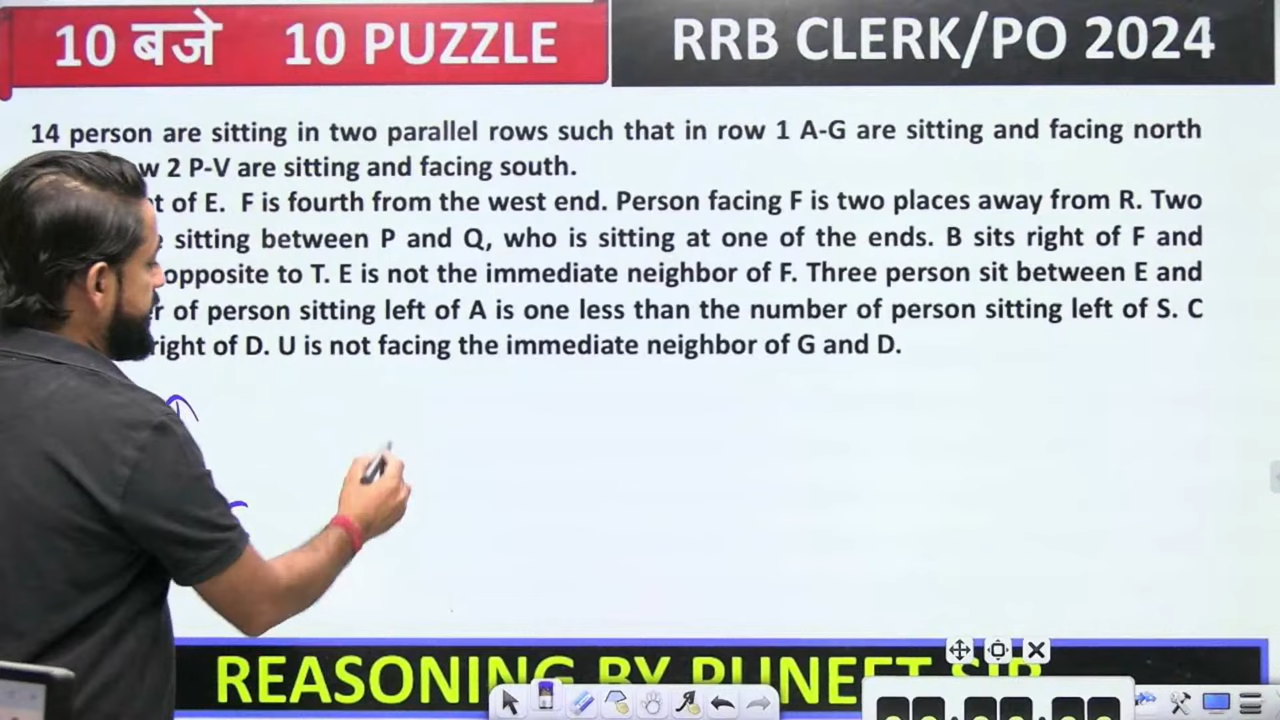 10 बजे 10 PUZZLE
RRB CLERK/PO 2024
14 person are sitting in two parallel rows such that in row 1 A-G are sitting and facing north
w 2 P-V are sitting and facing south.
t of E. F is fourth from the west end. Person facing F is two places away from R. Two
sitting between P and Q, who is sitting at one of the ends. B sits right of F and
opposite to T. E is not the immediate neighbor of F. Three person sit between E and
r of person sitting left of A is one less than the number of person sitting left of S. C
right of D. U is not facing the immediate neighbor of G and D.
REASONING BY PUNEET SIR